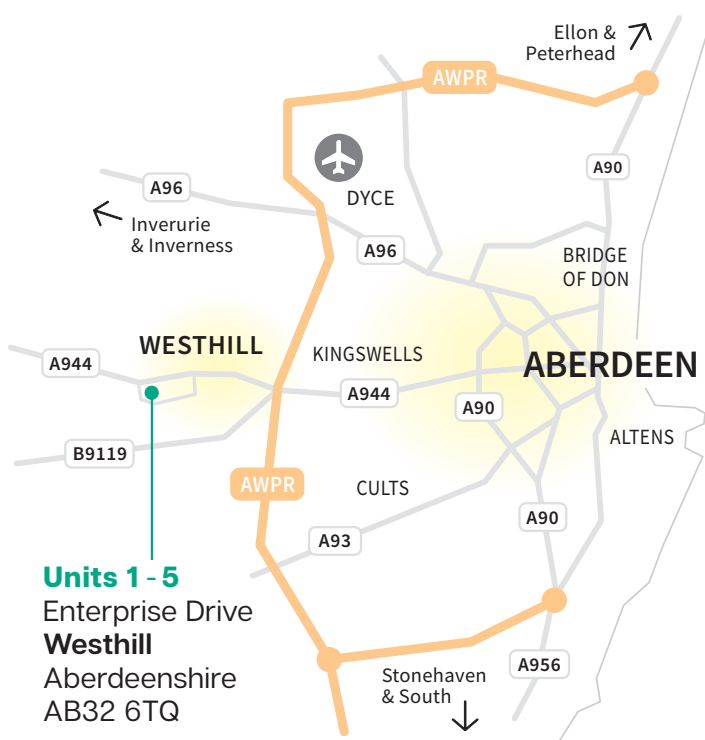 Ellon &
Peterhead
AWPR
A90
DYCE
A96
Inverurie
& Inverness
A96
BRIDGE
OF DON
WESTHILL
KINGSWELLS
ABERDEEN
A944
A944
A90
ALTENS
B9119
AWPR
CULTS
A90
A93
Units 1 - 5
Enterprise Drive
Westhill
Aberdeenshire
AB32 6TQ
A956
Stonehaven
& South